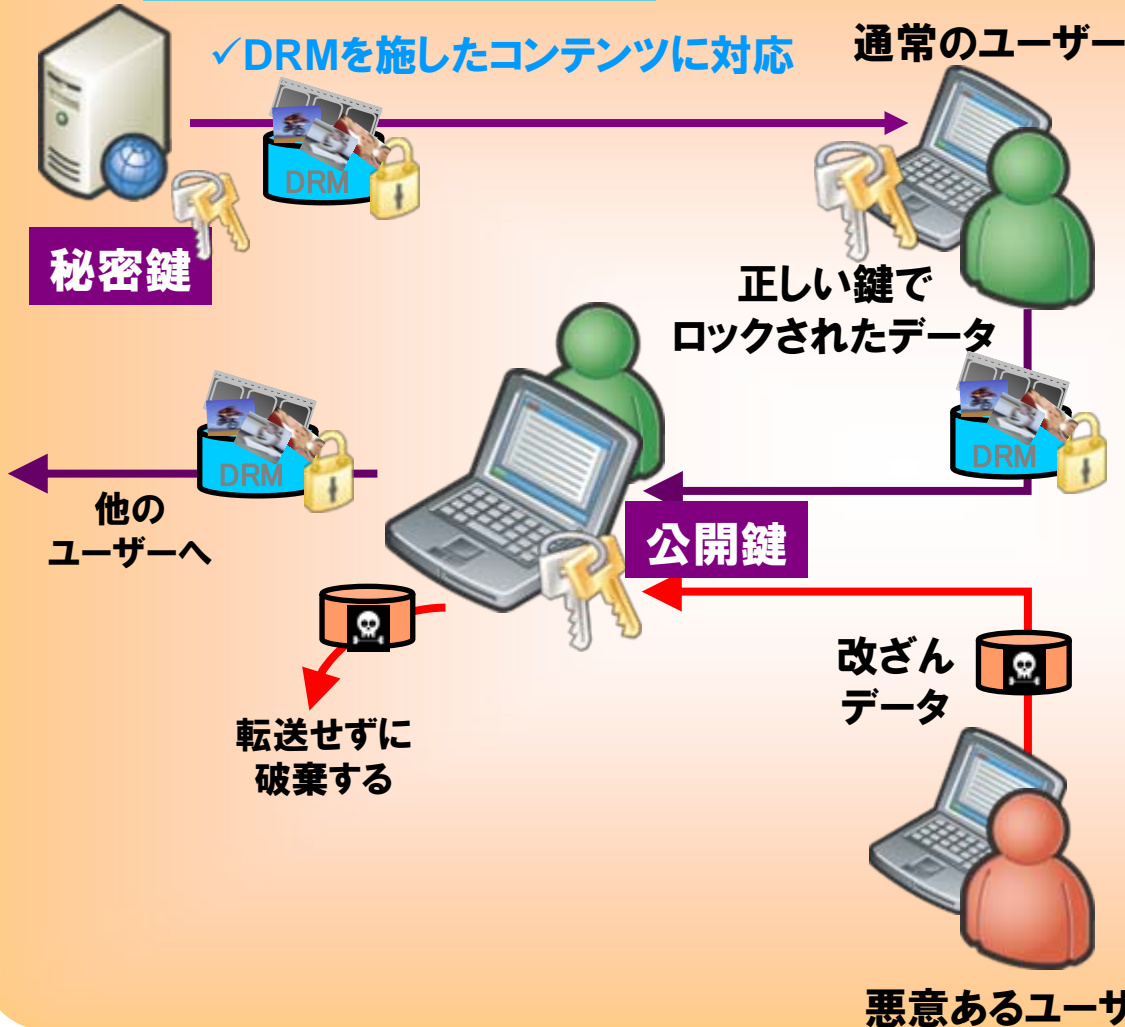 ✓DRMを施したコンテンツに対応
通常のユーザー
DRM
秘密鍵
正しい鍵で
ロックされたデータ
DRM
DRM
他の
ユーザーへ
公開鍵
改ざん
データ
転送せずに
破棄する
悪意あるユーザ